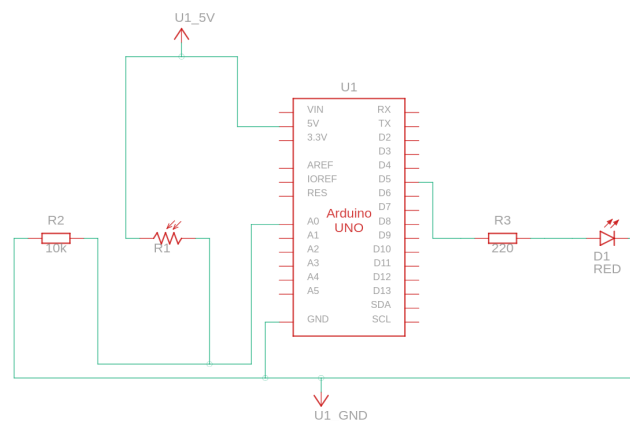 U1_5V
U1
VIN RX
5V TX
3.3V D2
D3
AREF D4
IOREF D5
RES D6
D7
Arduino
UNO
A0 D8
A1 D9
A2 D10
A3 D11
A4 D12
A5 D13
SDA
GND SCL
R2
10k
R1
R3
220
D1
RED
U1_GND